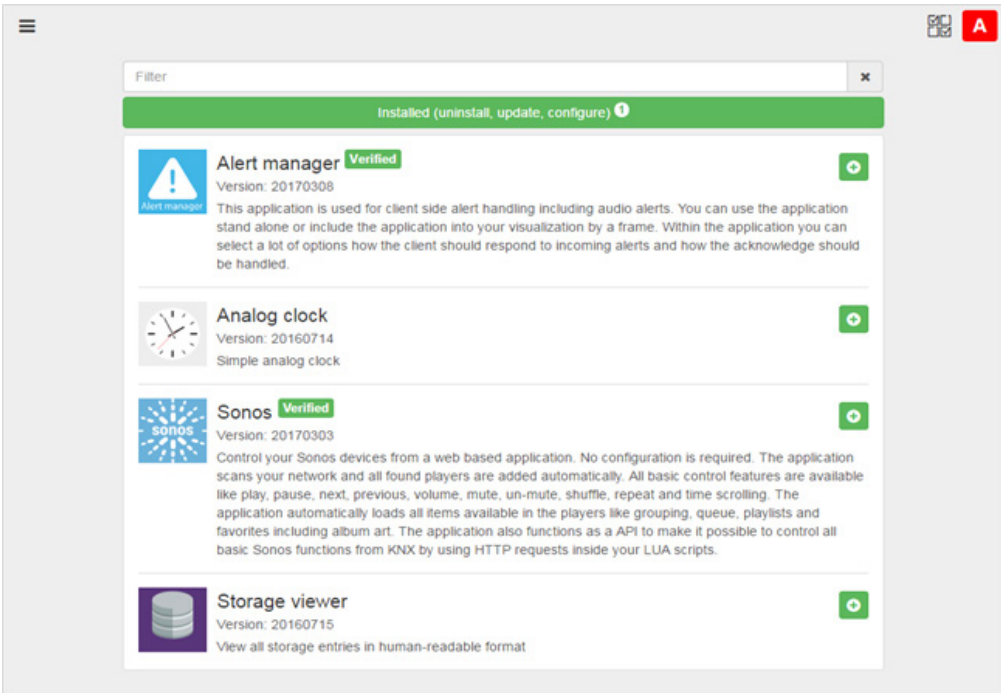 A
Filter
Installed (uninstall, update, configure) 1
Alert manager Verified
Version: 20170308
Alert manager
This application is used for client side alert handling including audio alerts. You can use the application
stand alone or include the application into your visualization by a frame. Within the application you can
select a lot of options how the client should respond to incoming alerts and how the acknowledge should
be handled.
Analog clock
Version: 20160714
Simple analog clock
Sonos Verified
sonos
Version: 20170303
Control your Sonos devices from a web based application. No configuration is required. The application
scans your network and all found players are added automatically. All basic control features are available
like play, pause, next, previous, volume, mute, un-mute, shuffle, repeat and time scrolling. The
application automatically loads all items available in the players like grouping, queue, playlists and
favorites including album art. The application also functions as a API to make it possible to control all
basic Sonos functions from KNX by using HTTP requests inside your LUA scripts.
Storage viewer
Version: 20160715
View all storage entries in human-readable format